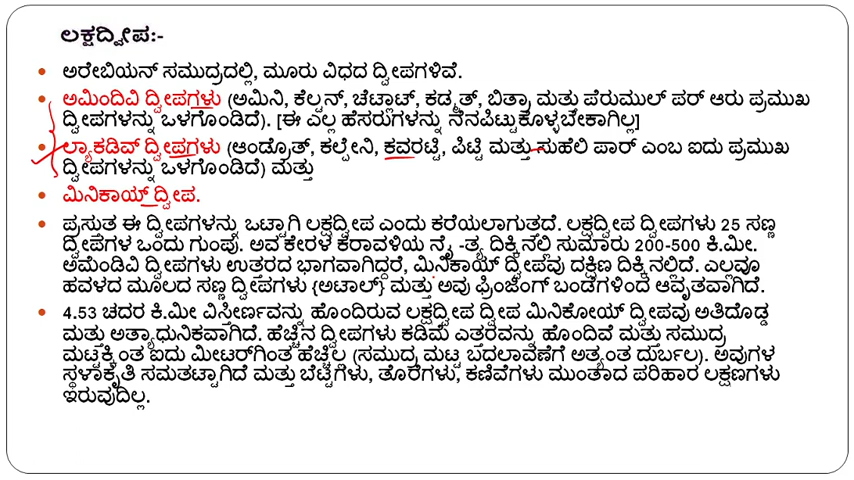 ಲಕ್ಷದ್ವೀಪ:-
• ಅರೇಬಿಯನ್ ಸಮುದ್ರದಲ್ಲಿ, ಮೂರು ವಿಧದ ದ್ವೀಪಗಳಿವೆ.
• ಅಮಿಂದಿವಿ ದ್ವೀಪಗಳು (ಅಮಿನಿ, ಕೆಲ್ಟನ್, ಚೆಟ್ಲಾಟ್, ಕಡ್ಮತ್, ಬಿತ್ರಾ ಮತ್ತು ಪೆರುಮುಲ್ ಪರ್ ಆರು ಪ್ರಮುಖ
ದ್ವೀಪಗಳನ್ನು ಒಳಗೊಂಡಿದೆ). [ಈ ಎಲ್ಲ ಹೆಸರುಗಳನ್ನು ನೆನಪಿಟ್ಟುಕೊಳ್ಳಬೇಕಾಗಿಲ್ಲ]
• ಲ್ಯಾಕಡಿವ್ ದ್ವೀಪಗಳು (ಆಂಡ್ರೊತ್, ಕಲ್ಪೇನಿ, ಕವರಟ್ಟಿ, ಪಿಟ್ಟಿ ಮತ್ತು ಸುಹೆಲಿ ಪಾರ್ ಎಂಬ ಐದು ಪ್ರಮುಖ
ದ್ವೀಪಗಳನ್ನು ಒಳಗೊಂಡಿದೆ) ಮತ್ತು
• ಮಿನಿಕಾಯ್ ದ್ವೀಪ.
• ಪ್ರಸ್ತುತ ಈ ದ್ವೀಪಗಳನ್ನು ಒಟ್ಟಾಗಿ ಲಕ್ಷದ್ವೀಪ ಎಂದು ಕರೆಯಲಾಗುತ್ತದೆ. ಲಕ್ಷದ್ವೀಪ ದ್ವೀಪಗಳು 25 ಸಣ್ಣ
ದ್ವೀಪಗಳ ಒಂದು ಗುಂಪು. ಅವ ಕೇರಳ ಕರಾವಳಿಯ ನೈ -ತ್ಯ ದಿಕ್ಕಿನಲ್ಲಿ ಸುಮಾರು 200-500 ಕಿ.ಮೀ.
ಅಮೆಂಡಿವಿ ದ್ವೀಪಗಳು ಉತ್ತರದ ಭಾಗವಾಗಿದ್ದರೆ, ಮಿನಿಕಾಯ್ ದ್ವೀಪವು ದಕ್ಷಿಣ ದಿಕ್ಕಿನಲ್ಲಿದೆ. ಎಲ್ಲವೂ
ಹವಳದ ಮೂಲದ ಸಣ್ಣ ದ್ವೀಪಗಳು {ಅಟಾಲ್} ಮತ್ತು ಅವು ಫ್ರಿಂಜಿಂಗ್ ಬಂಡೆಗಳಿಂದ ಆವೃತವಾಗಿದೆ.
• 4.53 ಚದರ ಕಿ.ಮೀ ವಿಸ್ತೀರ್ಣವನ್ನು ಹೊಂದಿರುವ ಲಕ್ಷದ್ವೀಪ ದ್ವೀಪ ಮಿನಿಕೋಯ್ ದ್ವೀಪವು ಅತಿದೊಡ್ಡ
ಮತ್ತು ಅತ್ಯಾಧುನಿಕವಾಗಿದೆ. ಹೆಚ್ಚಿನ ದ್ವೀಪಗಳು ಕಡಿಮೆ ಎತ್ತರವನ್ನು ಹೊಂದಿವೆ ಮತ್ತು ಸಮುದ್ರ
ಮಟ್ಟಕ್ಕಿಂತ ಐದು ಮೀಟರ್‌ಗಿಂತ ಹೆಚ್ಚಿಲ್ಲ (ಸಮುದ್ರ ಮಟ್ಟ ಬದಲಾವಣೆಗೆ ಅತ್ಯಂತ ದುರ್ಬಲ). ಅವುಗಳ
ಸ್ಥಳಾಕೃತಿ ಸಮತಟ್ಟಾಗಿದೆ ಮತ್ತು ಬೆಟ್ಟಗಳು, ತೊರೆಗಳು, ಕಣಿವೆಗಳು ಮುಂತಾದ ಪರಿಹಾರ ಲಕ್ಷಣಗಳು
ಇರುವುದಿಲ್ಲ.